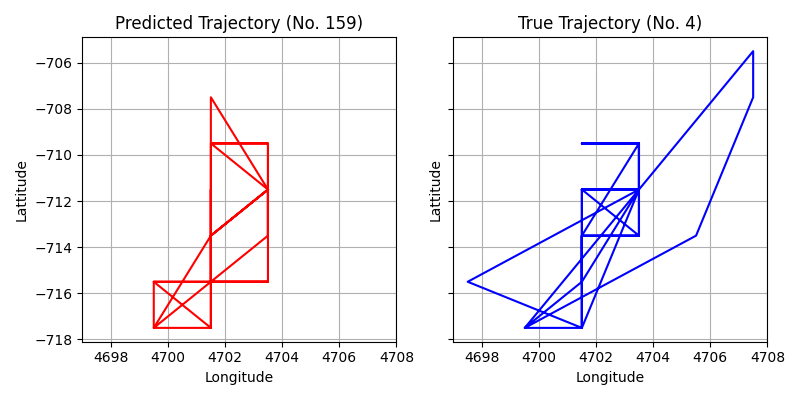 Predicted Trajectory (No. 159)
True Trajectory (No. 4)
Lattitude
−706
−708
−710
−712
−714
−716
−718
4698 4700 4702 4704 4706 4708
Longitude
Lattitude
4698 4700 4702 4704 4706 4708
Longitude